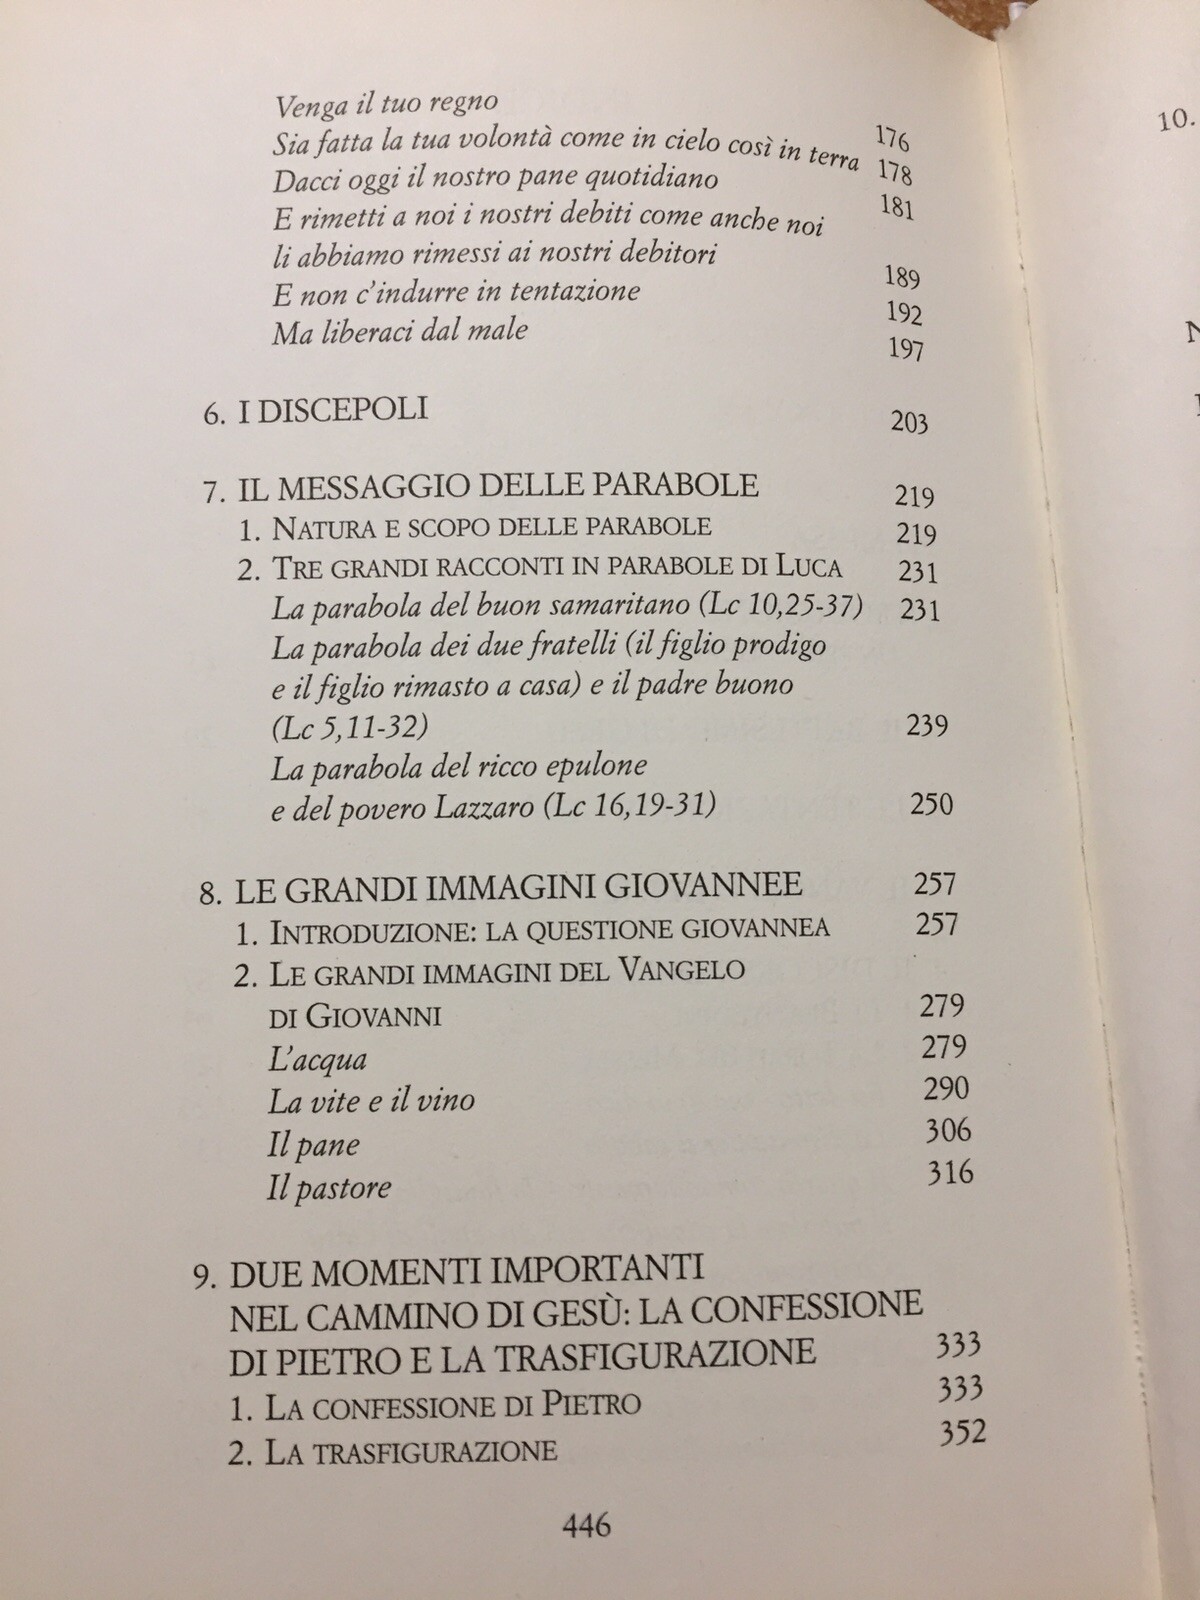 Venga il tuo regno 176
Sia fatta la tua volontà come in cielo così in terra 178
Dacci oggi il nostro pane quotidiano 181
E rimetti a noi i nostri debiti come anche noi
li abbiamo rimessi ai nostri debitori 189
E non c'indurre in tentazione 192
Ma liberaci dal male 197
6. I DISCEPOLI 203
7. IL MESSAGGIO DELLE PARABOLE 219
1. NATURA E SCOPO DELLE PARABOLE 219
2. TRE GRANDI RACCONTI IN PARABOLE DI LUCA 231
La parabola del buon samaritano (Lc 10,25-37) 231
La parabola dei due fratelli (il figlio prodigo
e il figlio rimasto a casa) e il padre buono
(Lc 5,11-32) 239
La parabola del ricco epulone
e del povero Lazzaro (Lc 16,19-31) 250
8. LE GRANDI IMMAGINI GIOVANNEE 257
1. INTRODUZIONE: LA QUESTIONE GIOVANNEA 257
2. LE GRANDI IMMAGINI DEL VANGELO
DI GIOVANNI 279
L'acqua 279
La vite e il vino 290
Il pane 306
Il pastore 316
9. DUE MOMENTI IMPORTANTI
NEL CAMMINO DI GESÙ: LA CONFESSIONE
DI PIETRO E LA TRASFIGURAZIONE 333
1. LA CONFESSIONE DI PIETRO 333
2. LA TRASFIGURAZIONE 352
446
10.